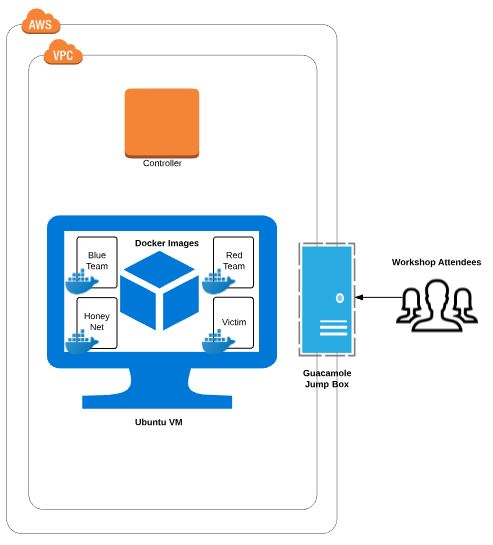 AWS
VPC
Controller
Docker Images
Blue
Team
Red
Team
Honey
Net
Victim
Ubuntu VM
Guacamole
Jump Box
Workshop Attendees